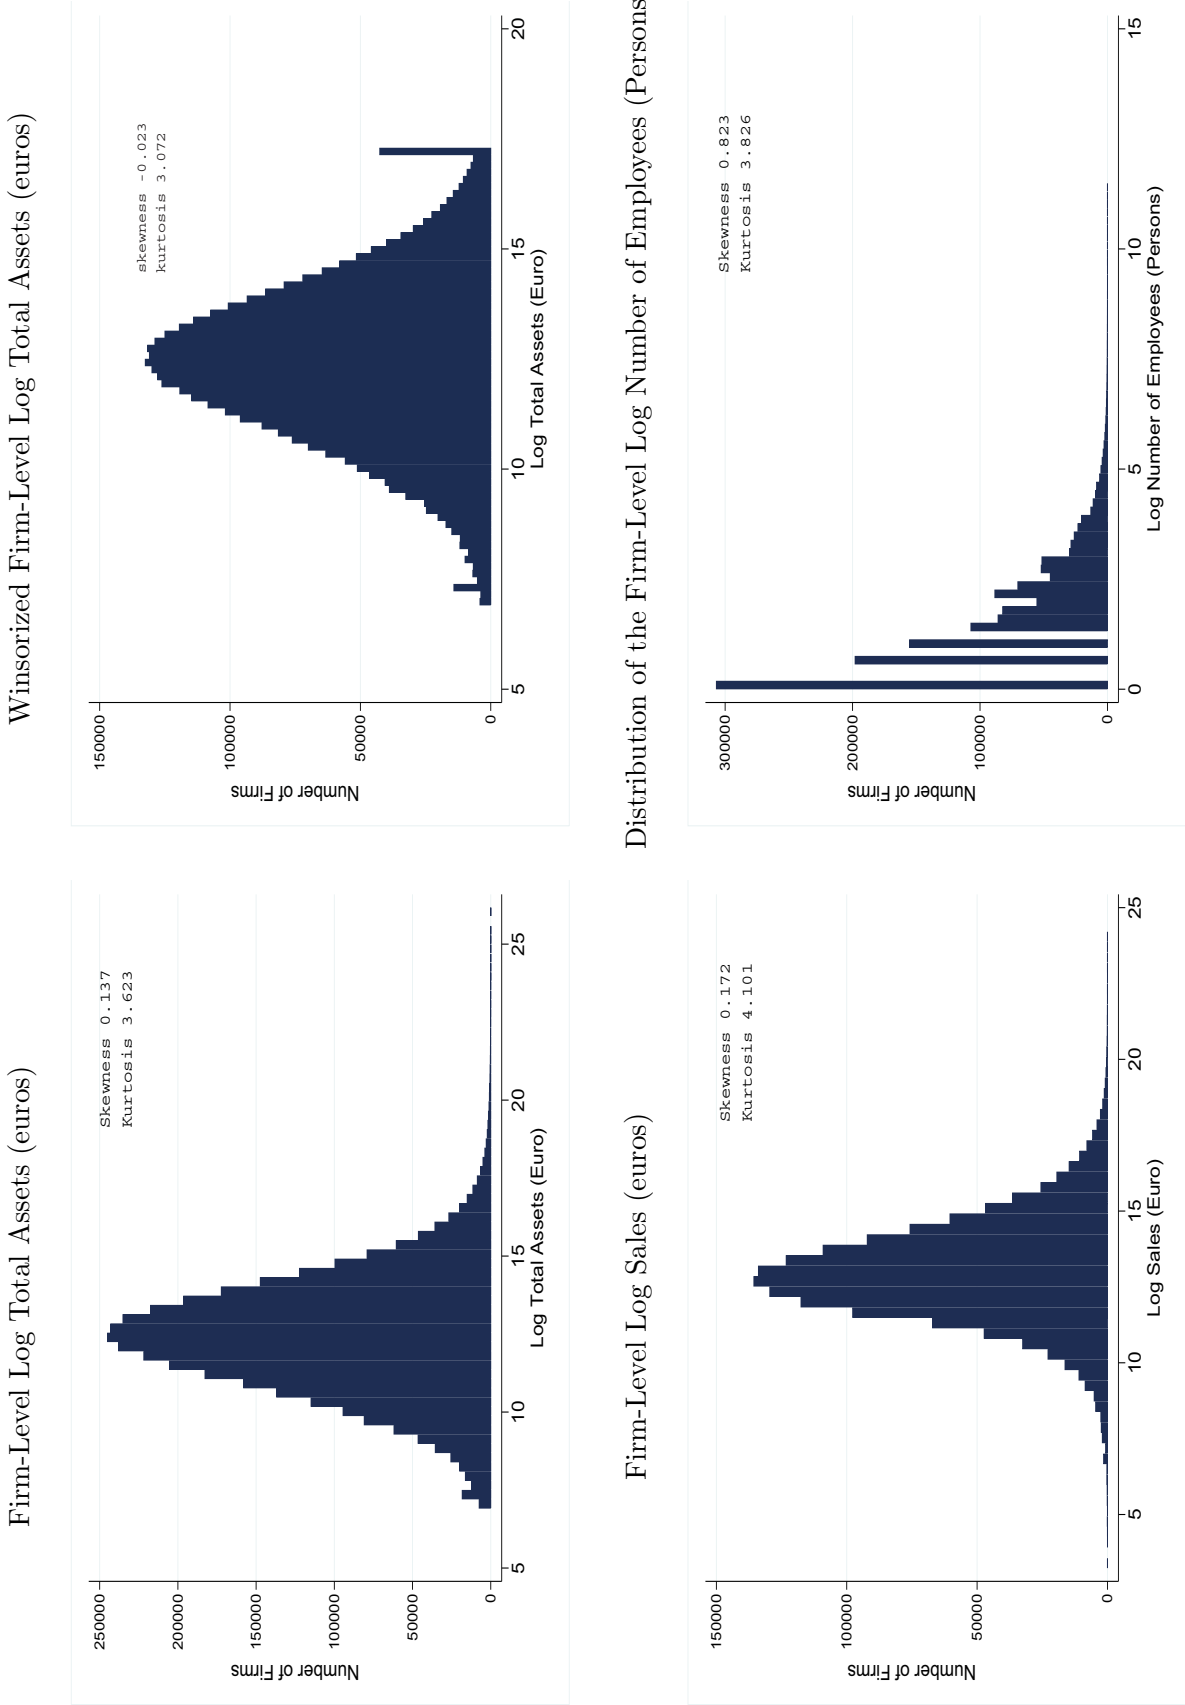 Firm-Level Log Total Assets (euros)
Skewness 0.137
Kurtosis 3.623
Number of Firms
250000
200000
150000
100000
50000
0
5
10
15
20
25
Log Total Assets (Euro)
Winsorized Firm-Level Log Total Assets (euros)
skewness -0.023
kurtosis 3.072
Number of Firms
150000
100000
50000
0
5
10
15
20
Log Total Assets (Euro)
Firm-Level Log Sales (euros)
Skewness 0.172
Kurtosis 4.101
Number of Firms
150000
100000
50000
0
5
10
15
20
25
Log Sales (Euro)
Distribution of the Firm-Level Log Number of Employees (Persons
Skewness 0.823
Kurtosis 3.826
Number of Firms
300000
200000
100000
0
0
5
10
15
Log Number of Employees (Persons)